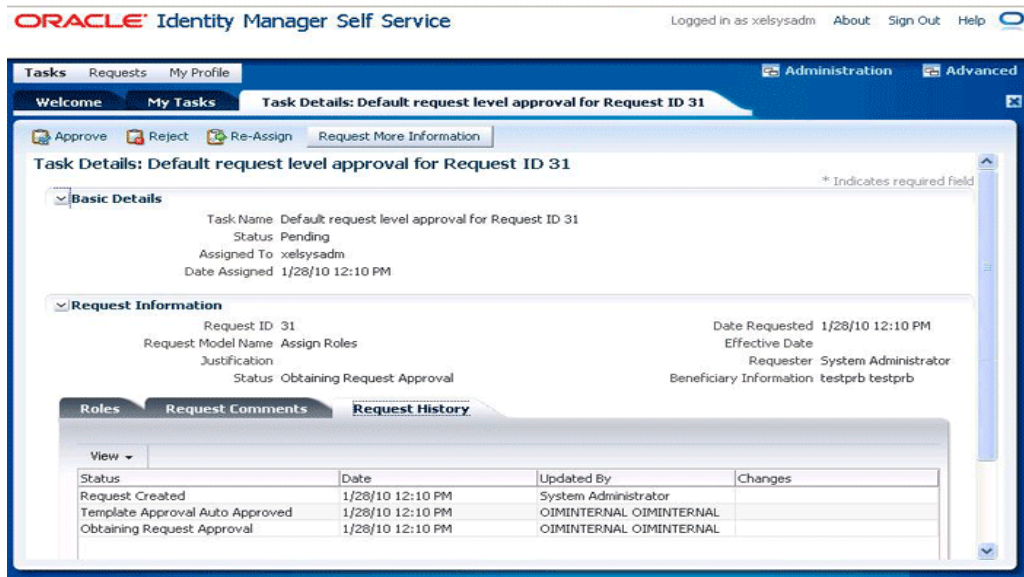 ORACLE Identity Manager Self Service
Logged in as xelsysadm About Sign Out Help
Tasks Requests My Profile
Administration Advanced
Welcome My Tasks Task Details: Default request level approval for Request ID 31
Approve Reject Re-Assign Request More Information
Task Details: Default request level approval for Request ID 31
* Indicates required field
Basic Details
Task Name Default request level approval for Request ID 31
Status Pending
Assigned To xelsysadm
Date Assigned 1/28/10 12:10 PM
Request Information
Request ID 31
Request Model Name Assign Roles
Justification
Status Obtaining Request Approval
Date Requested 1/28/10 12:10 PM
Effective Date
Requester System Administrator
Beneficiary Information testprb testprb
Roles Request Comments Request History
View
Status Date Updated By Changes
Request Created 1/28/10 12:10 PM System Administrator
Template Approval Auto Approved 1/28/10 12:10 PM OIMINTERNAL OIMINTERNAL
Obtaining Request Approval 1/28/10 12:10 PM OIMINTERNAL OIMINTERNAL